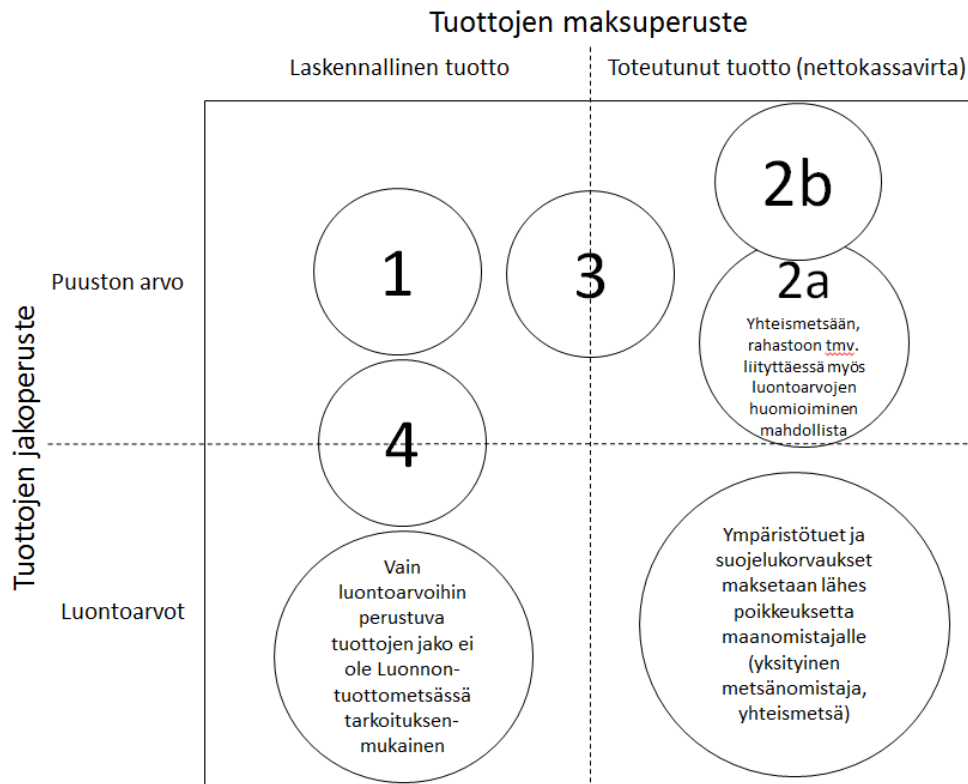 Tuottojen maksuperuste
Laskennallinen tuotto
Toteutunut tuotto (nettokassavirta)
Tuottojen jakoperuste
Puuston arvo
1
3
2b
2a
Yhteismetsään,
rahastoon tmv.
liityttäessä myös
luontoarvojen
huomioiminen
mahdollista
4
Luontoarvot
Vain
luontoarvoihin
perustuva
tuottojen jako ei
ole Luonnon-
tuottometsässä
tarkoituksen-
mukainen
Ympäristötuet ja
suojelukorvaukset
maksetaan lähes
poikkeuksetta
maanomistajalle
(yksityinen
metsänomistaja,
yhteismetsä)